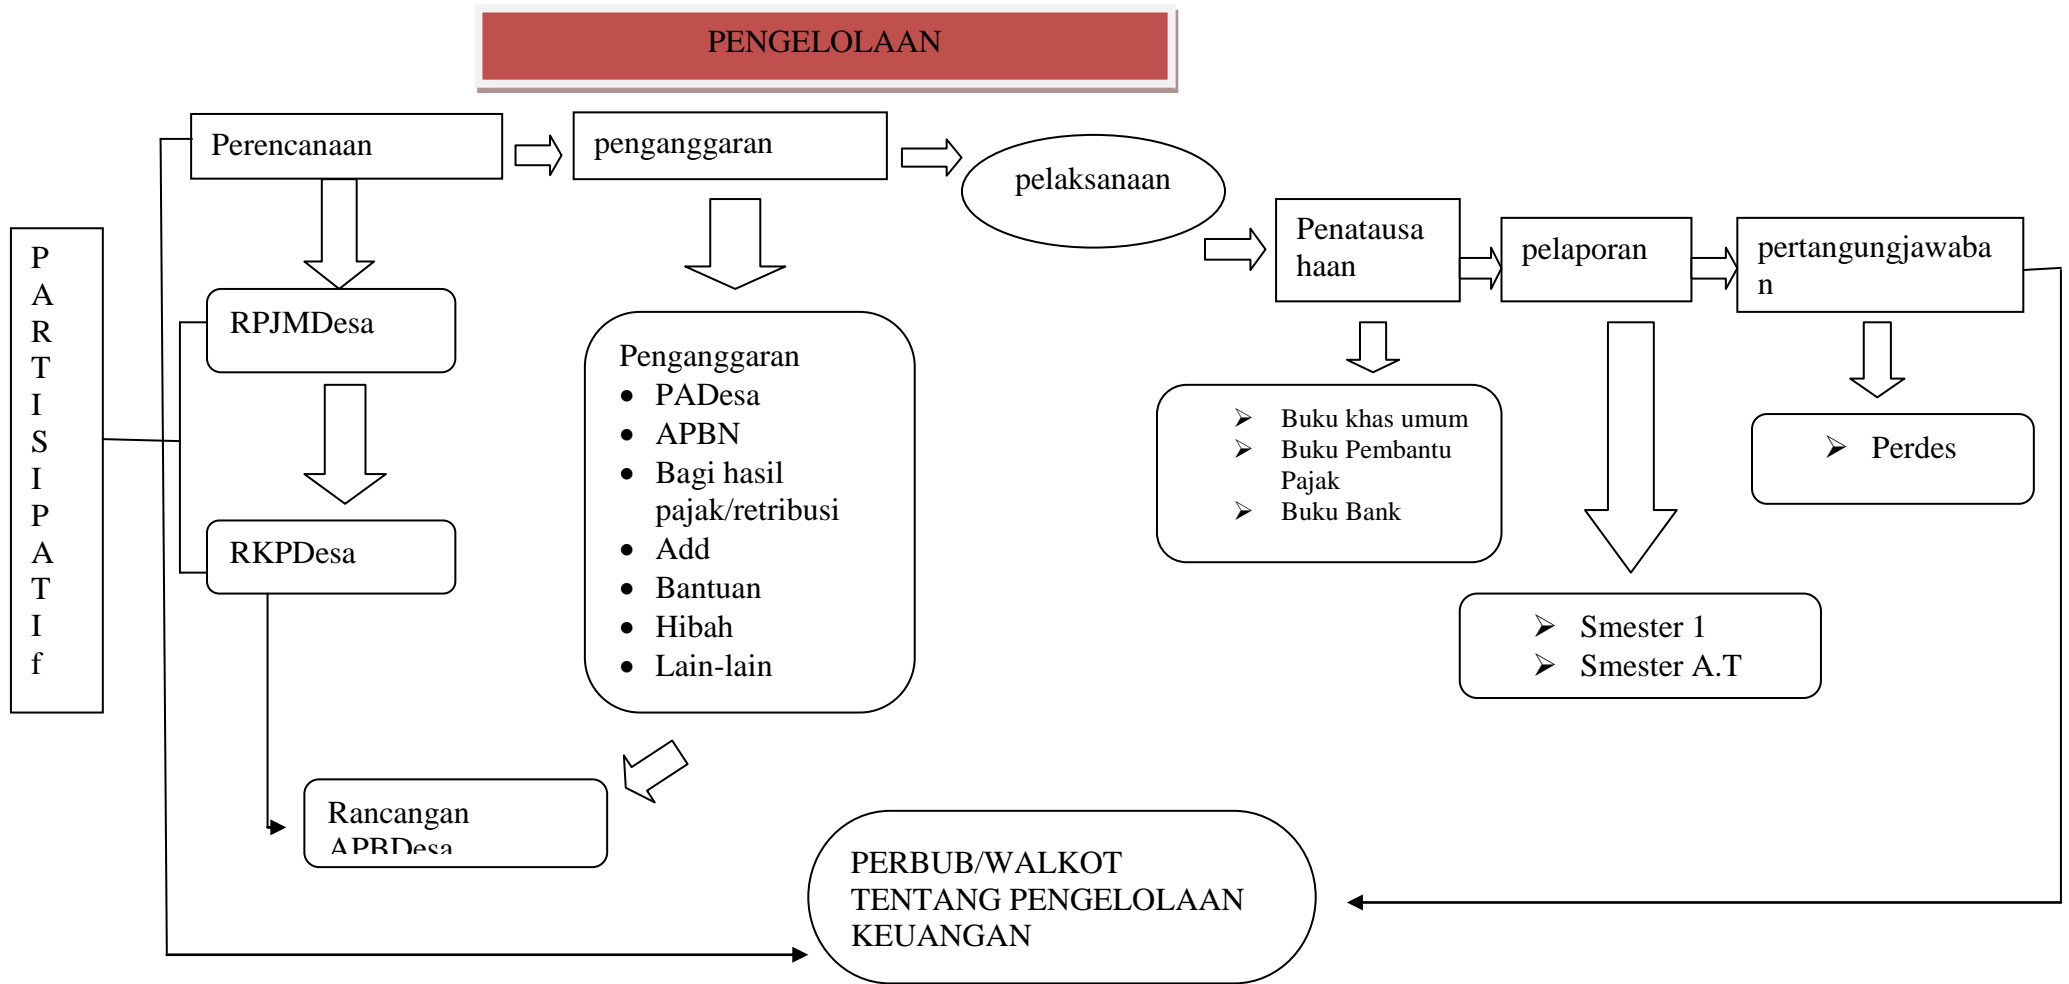 PENGELOLAAN
Perencanaan
penganggaran
pelaksanaan
Penatausa
haan
pelaporan
pertangungjawaba
n
P
A
R
T
I
S
I
P
A
T
I
f
RPJMDesa
RKPDesa
Penganggaran
• PADesa
• APBN
• Bagi hasil
pajak/retribusi
• Add
• Bantuan
• Hibah
• Lain-lain
➢ Buku khas umum
➢ Buku Pembantu
Pajak
➢ Buku Bank
➢ Perdes
➢ Smester 1
➢ Smester A.T
Rancangan
APBDesa
PERBUB/WALKOT
TENTANG PENGELOLAAN
KEUANGAN